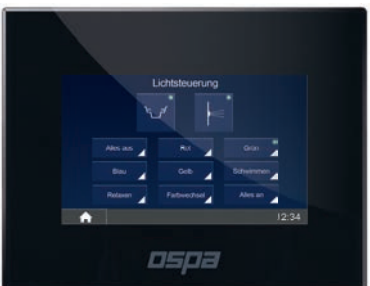 Lichtsteuerung
Alles aus Rot Grün
Blau Gelb Schwimmen
Relaxen Farbwechsel Alles an
12:34
ospa